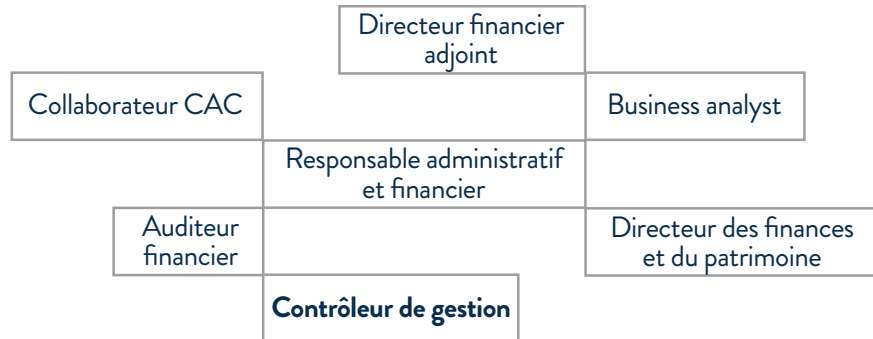 Directeur financier
adjoint
Collaborateur CAC
Business analyst
Responsable administratif
et financier
Auditeur
financier
Directeur des finances
et du patrimoine
Contrôleur de gestion